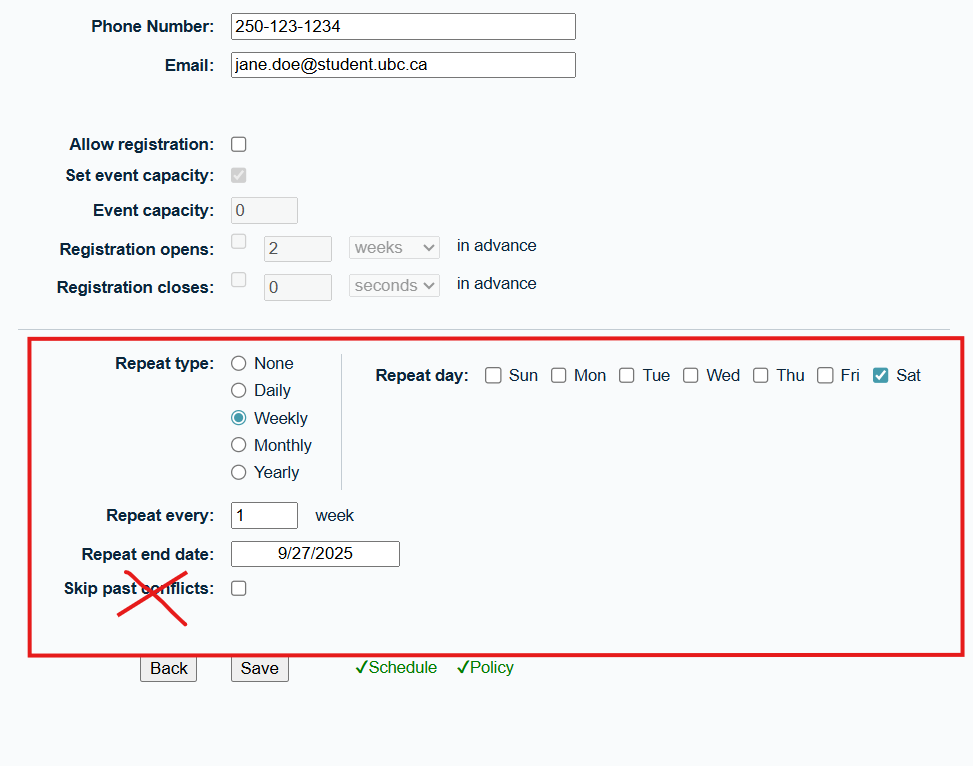 Phone Number: 250-123-1234
Email: jane.doe@student.ubc.ca
Allow registration:
Set event capacity:
Event capacity: 0
Registration opens: 2 weeks in advance
Registration closes: 0 seconds in advance
Repeat type: None
Daily
Weekly
Monthly
Yearly
Repeat day: Sun Mon Tue Wed Thu Fri Sat
Repeat every: 1 week
Repeat end date: 9/27/2025
Skip past conflicts:
Back Save ✓Schedule ✓Policy